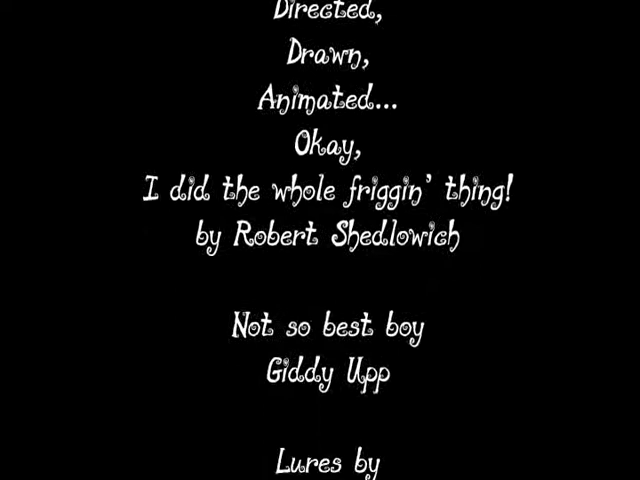 Directed,
Drawn,
Animated...
Okay,
I did the whole friggin' thing!
by Robert Shedlowich
Not so best boy
Giddy Upp
Lures by